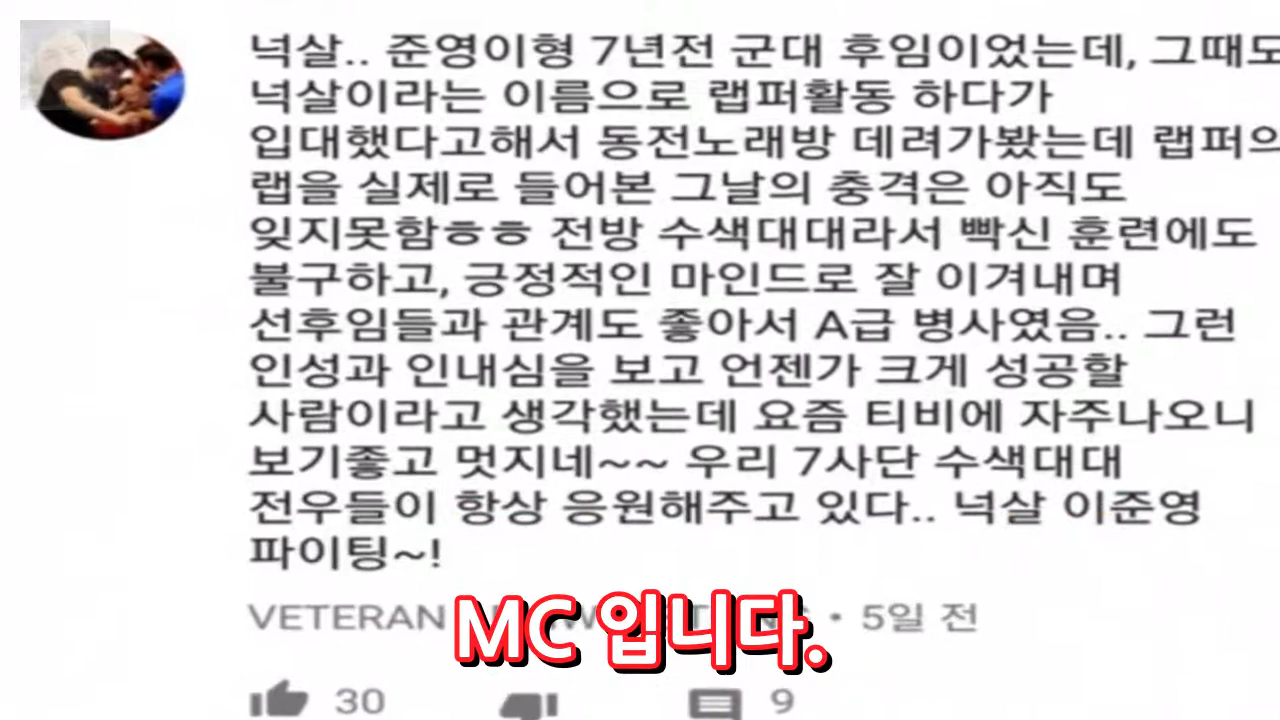 넉살.. 준영이형 7년전 군대 후임이었는데, 그때도
넉살이라는 이름으로 랩퍼활동 하다가
입대했다고해서 동전노래방 데려가봤는데 랩퍼의
랩을 실제로 들어본 그날의 충격은 아직도
잊지못함ㅎㅎ 전방 수색대대라서 빡신 훈련에도
불구하고, 긍정적인 마인드로 잘 이겨내며
선후임들과 관계도 좋아서 A급 병사였음.. 그런
인성과 인내심을 보고 언젠가 크게 성공할
사람이라고 생각했는데 요즘 티비에 자주나오니
보기좋고 멋지네~~ 우리 7사단 수색대대
전우들이 항상 응원해주고 있다.. 넉살 이준영
파이팅~!
VETERAN • 5일 전
MC 입니다.
30 9